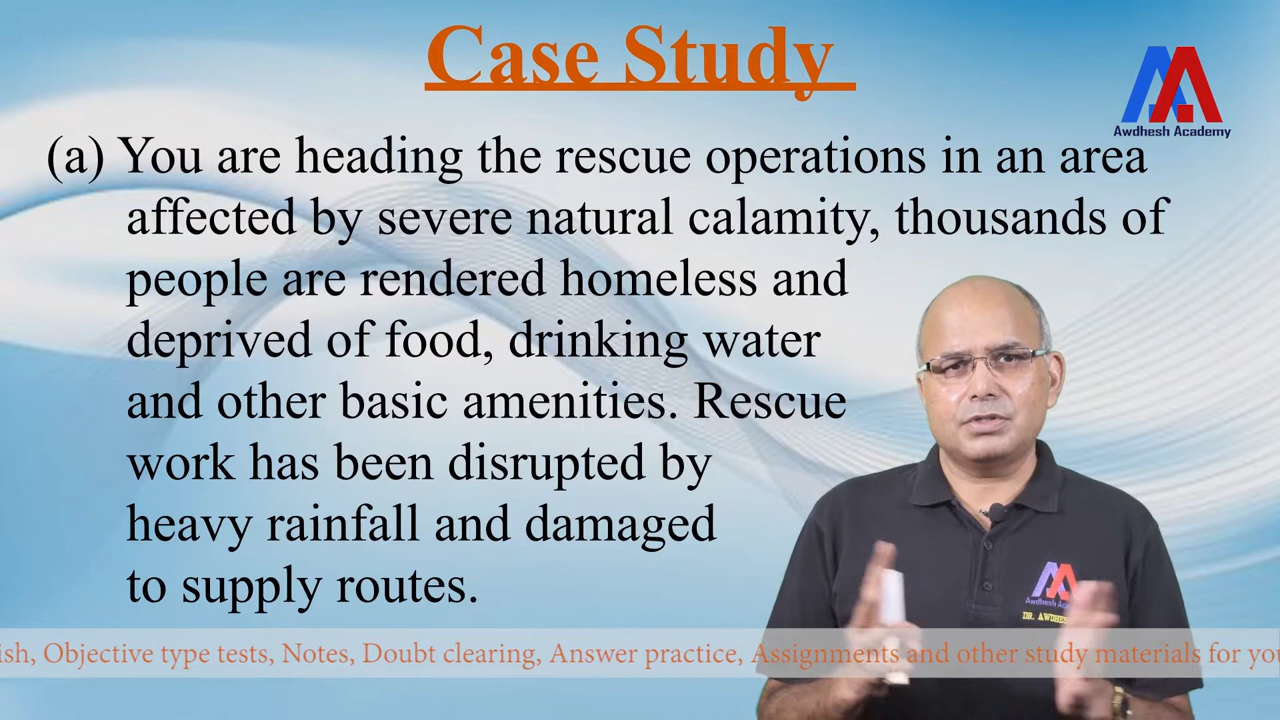 Case Study
Awdhesh Academy
(a) You are heading the rescue operations in an area
affected by severe natural calamity, thousands of
people are rendered homeless and
deprived of food, drinking water
and other basic amenities. Rescue
work has been disrupted by
heavy rainfall and damaged
to supply routes.
Objective type tests, Notes, Doubt clearing, Answer practice, Assignments and other study materials for